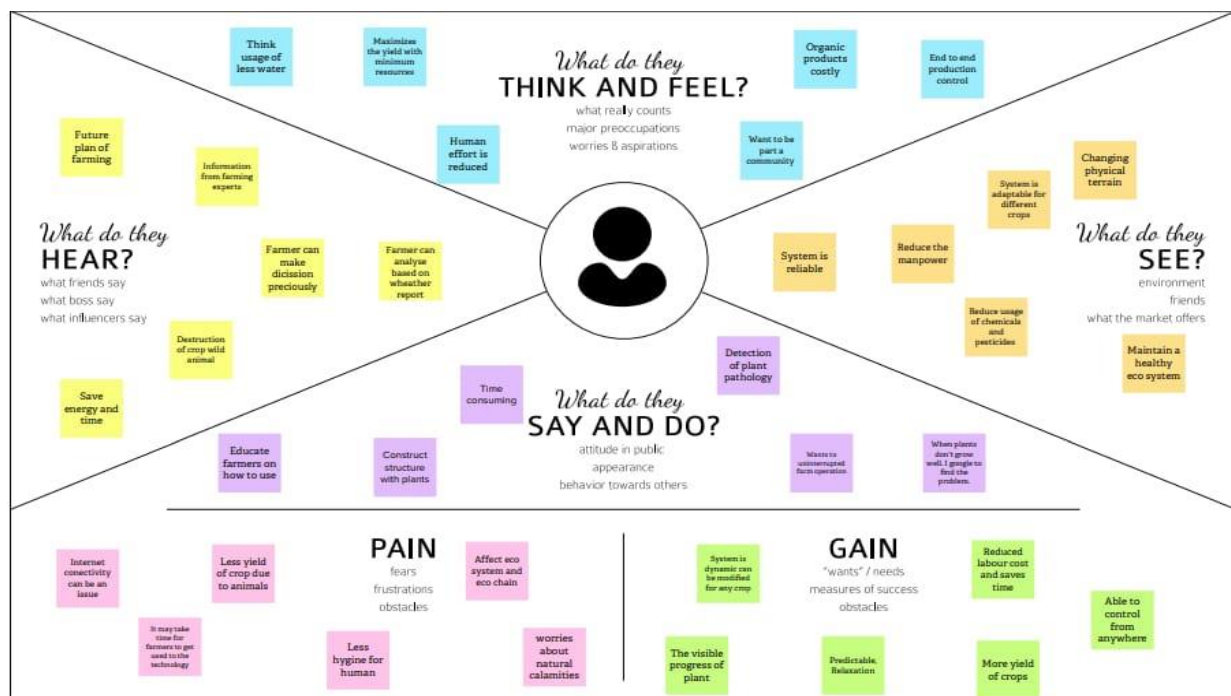 Think
usage of
less water
Maximizes
the yield with
minimum
resources
What do they
THINK AND FEEL?
what really counts
major preoccupations
worries & aspirations
Organic
products
costly
End to end
production
control
Human
effort is
reduced
Want to be
part a
community
Future
plan of
farming
Information
from farming
experts
What do they
HEAR?
what friends say
what boss say
what influencers say
Farmer can
make
dicission
preciously
Farmer can
analyse
based on
wheather
report
Destruction
of crop wild
animal
Save
energy and
time
Changing
physical
terrain
System is
adaptable for
different
crops
System
is reliable
Reduce the
manpower
What do they
SEE?
environment
friends
what the market offers
Reduce usage
of chemicals
and
pesticides
Maintain a
healthy
eco system
Detection
of plant
pathology
Time
consuming
What do they
SAY AND DO?
attitude in public
appearance
behavior towards others
Educate
farmers on
how to use
Construct
structure
with plants
Wants to
uninterrupted
farm operation
When plants
don't grow
well. I google to
find the
problem.
PAIN
fears
frustrations
obstacles
Internet
conectivity
can be an
issue
Less yield
of crop due
to animals
Affect eco
system and
eco chain
It may take
time for
farmers to get
used to the
technology
Less
hygine for
human
worries
about
natural
calamities
GAIN
"wants" / needs
measures of success
obstacles
System is
dynamic can
be modified
for any crop
Reduced
labour cost
and saves
time
Able to
control
from
anywhere
The visible
progress of
plant
Predictable,
Relaxation
More yield
of crops